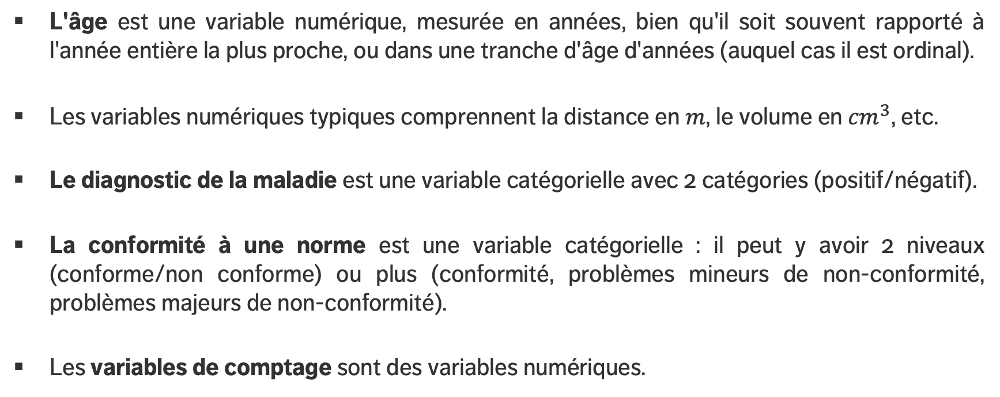 ▪ L'âge est une variable numérique, mesurée en années, bien qu'il soit souvent rapporté à
l'année entière la plus proche, ou dans une tranche d'âge d'années (auquel cas il est ordinal).
▪ Les variables numériques typiques comprennent la distance en m, le volume en cm³, etc.
▪ Le diagnostic de la maladie est une variable catégorielle avec 2 catégories (positif/négatif).
▪ La conformité à une norme est une variable catégorielle : il peut y avoir 2 niveaux
(conforme/non conforme) ou plus (conformité, problèmes mineurs de non-conformité,
problèmes majeurs de non-conformité).
▪ Les variables de comptage sont des variables numériques.